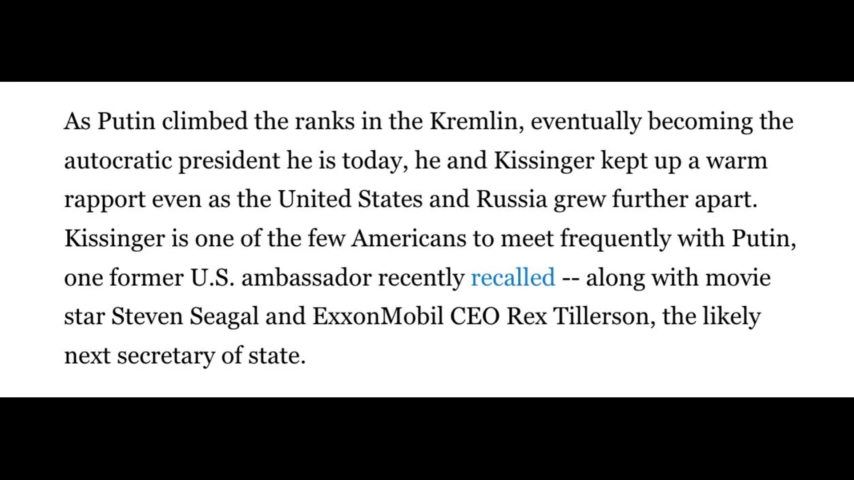 As Putin climbed the ranks in the Kremlin, eventually becoming the
autocratic president he is today, he and Kissinger kept up a warm
rapport even as the United States and Russia grew further apart.
Kissinger is one of the few Americans to meet frequently with Putin,
one former U.S. ambassador recently recalled -- along with movie
star Steven Seagal and ExxonMobil CEO Rex Tillerson, the likely
next secretary of state.